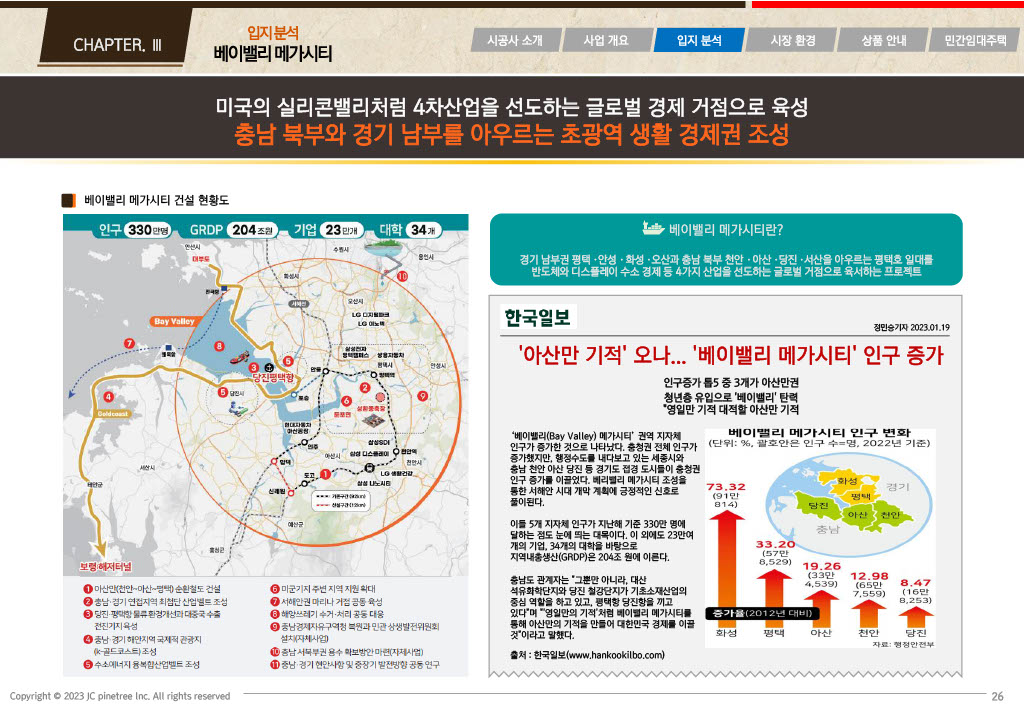 CHAPTER. Ⅲ
입지 분석
베이밸리 메가시티
시공사 소개
사업 개요
입지 분석
시장 환경
상품 안내
민간임대주택
미국의 실리콘밸리처럼 4차산업을 선도하는 글로벌 경제 거점으로 육성
충남 북부와 경기 남부를 아우르는 초광역 생활 경제권 조성
베이밸리 메가시티 건설 현황도
인구 330만명 GRDP 204조원 기업 23만개 대학 34개
안산시
수원시
용인시
대부도
화성시
오산시
LG 디지털파크
LG 이노텍
Bay Valley
삼성전자
평택캠퍼스
쌍용자동차
평택시
평택역
안성시
안중
당진평택항
당진시
포승
둔포면
현대자동차
아산공장
인주
아산시
삼성SDI
삼성 디스플레이
천안역
천안시
합덕
도고
LG 생활건강
삼성 나노시티
신례원
Goldcoast
서산시
태안군
예산군
홍성군
보령 해저터널
기존구간(92km)
신설구간(12km)
1 아산만(천안~아산~평택) 순환철도 건설
2 충남·경기 연접지역 최첨단 산업벨트 조성
3 당진·평택항 물류환경개선과 대중국 수출
전진기지 육성
4 충남·경기 해안지역 국제적 관광지
(k-골드코스트) 조성
5 수소에너지 융복합산업벨트 조성
6 미군기지 주변 지역 지원 확대
7 서해안권 마리나 거점 공동 육성
8 해양쓰레기 수거·처리 공동 대응
9 충남경제자유구역청 복원과 민관 상생발전위원회
설치(자체사업)
10 충남 서북부권 용수 확보방안 마련(자체사업)
11 충남·경기 현안사항 및 중장기 발전방향 공동 연구
베이밸리 메가시티란?
경기 남부권 평택·안성·화성·오산과 충남 북부 천안·아산·당진·서산을 아우르는 평택호 일대를
반도체와 디스플레이 수소 경제 등 4가지 산업을 선도하는 글로벌 거점으로 육서하는 프로젝트
한국일보
정민승기자 2023.01.19
'아산만 기적' 오나... '베이밸리 메가시티' 인구 증가
인구증가 톱5 중 3개가 아산만권
청년층 유입으로 '베이밸리' 탄력
"영일만 기적 대적할 아산만 기적
'베이밸리(Bay Valley) 메가시티' 권역 지자체
인구가 증가한 것으로 나타났다. 충청권 전체 인구가
증가했지만, 행정수도를 내다보고 있는 세종시와
충남 천안 아산 당진 등 경기도 접경 도시들이 충청권
인구 증가를 이끌었다. 베리밸리 메가시티 조성을
통한 서해안 시대 개막 계획에 긍정적인 신호로
풀이된다.
이들 5개 지자체 인구가 지난해 기준 330만 명에
달하는 점도 눈에 띄는 대목이다. 이 외에도 23만여
개의 기업, 34개의 대학을 바탕으로
지역내총생산(GRDP)은 204조 원에 이른다.
충남도 관계자는 "그뿐만 아니라, 대산
석유화학단지와 당진 철강단지가 기초소재산업의
중심 역할을 하고 있고, 평택항 당진항을 끼고
있다"며 "'영일만의 기적'처럼 베이밸리 메가시티를
통해 아산만의 기적을 만들어 대한민국 경제를 이끌
것"이라고 말했다.
출처 : 한국일보(www.hankookilbo.com)
베이밸리 메가시티 인구 변화
(단위: %, 괄호안은 인구 수=명, 2022년 기준)
화성
평택
경기
당진
아산
천안
충남
73.32
(91만
814)
33.20
(57만
8,529)
19.26
(33만
4,539)
12.98
(65만
7,559)
8.47
(16만
8,253)
증가율(2012년 대비)
화성 평택 아산 천안 당진
자료: 행정안전부
Copyright © 2023 JC pinetree Inc. All rights reserved
26